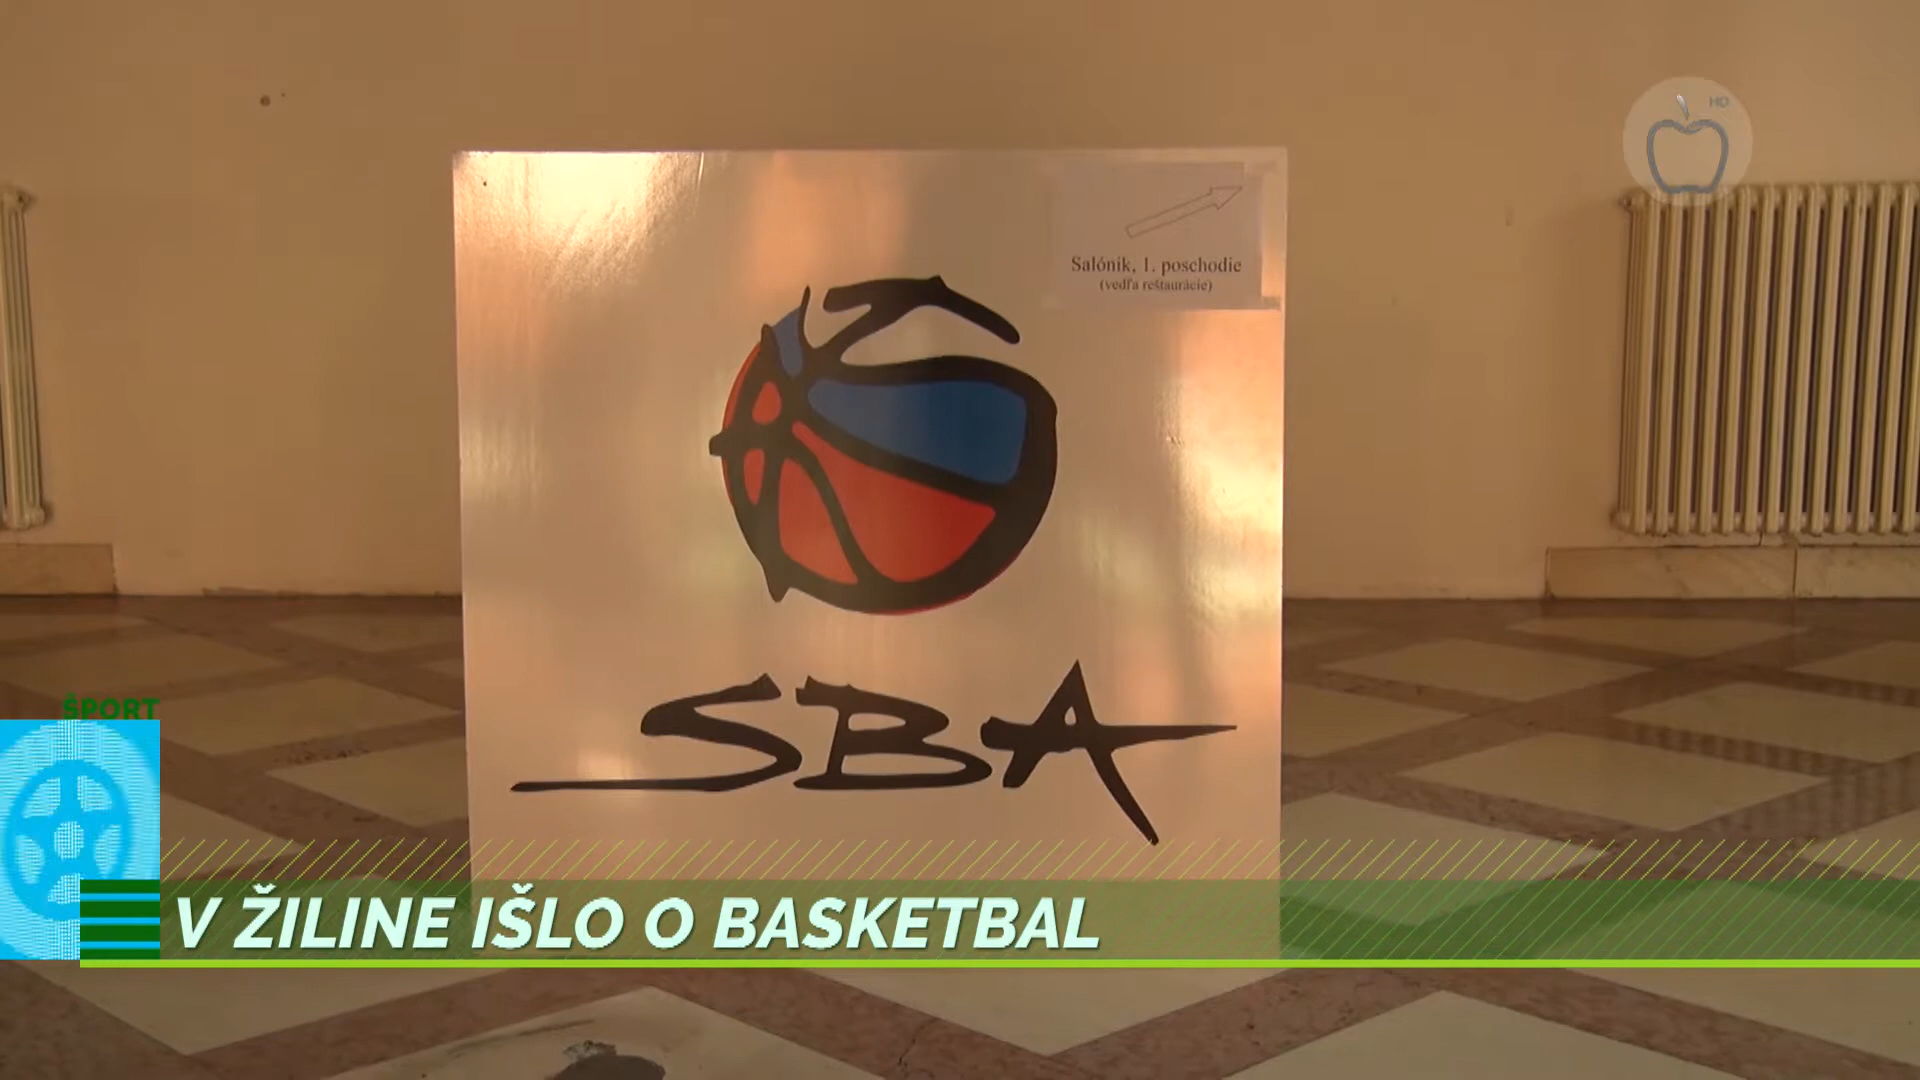 HD
Salónik, 1. poschodie
(vedľa reštaurácie)
SBA
ŠPORT
V ŽILINE IŠLO O BASKETBAL